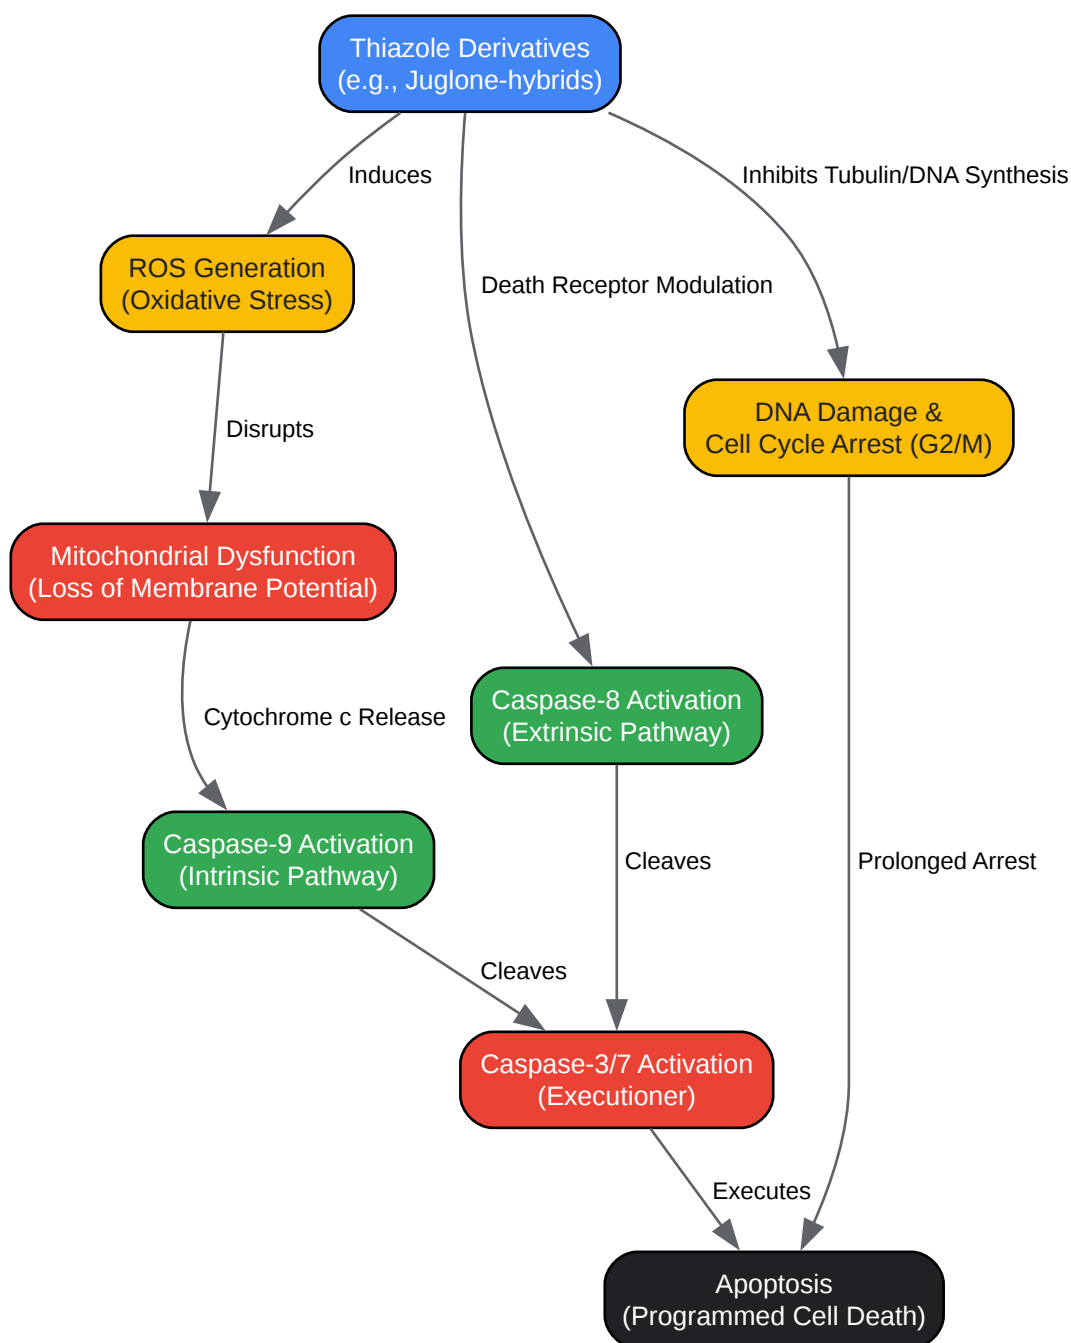 Thiazole Derivatives
(e.g., Juglone-hybrids)
Induces
Inhibits Tubulin/DNA Synthesis
ROS Generation
(Oxidative Stress)
Death Receptor Modulation
DNA Damage &
Cell Cycle Arrest (G2/M)
Disrupts
Mitochondrial Dysfunction
(Loss of Membrane Potential)
Cytochrome c Release
Caspase-8 Activation
(Extrinsic Pathway)
Caspase-9 Activation
(Intrinsic Pathway)
Cleaves
Prolonged Arrest
Cleaves
Caspase-3/7 Activation
(Executioner)
Executes
Apoptosis
(Programmed Cell Death)